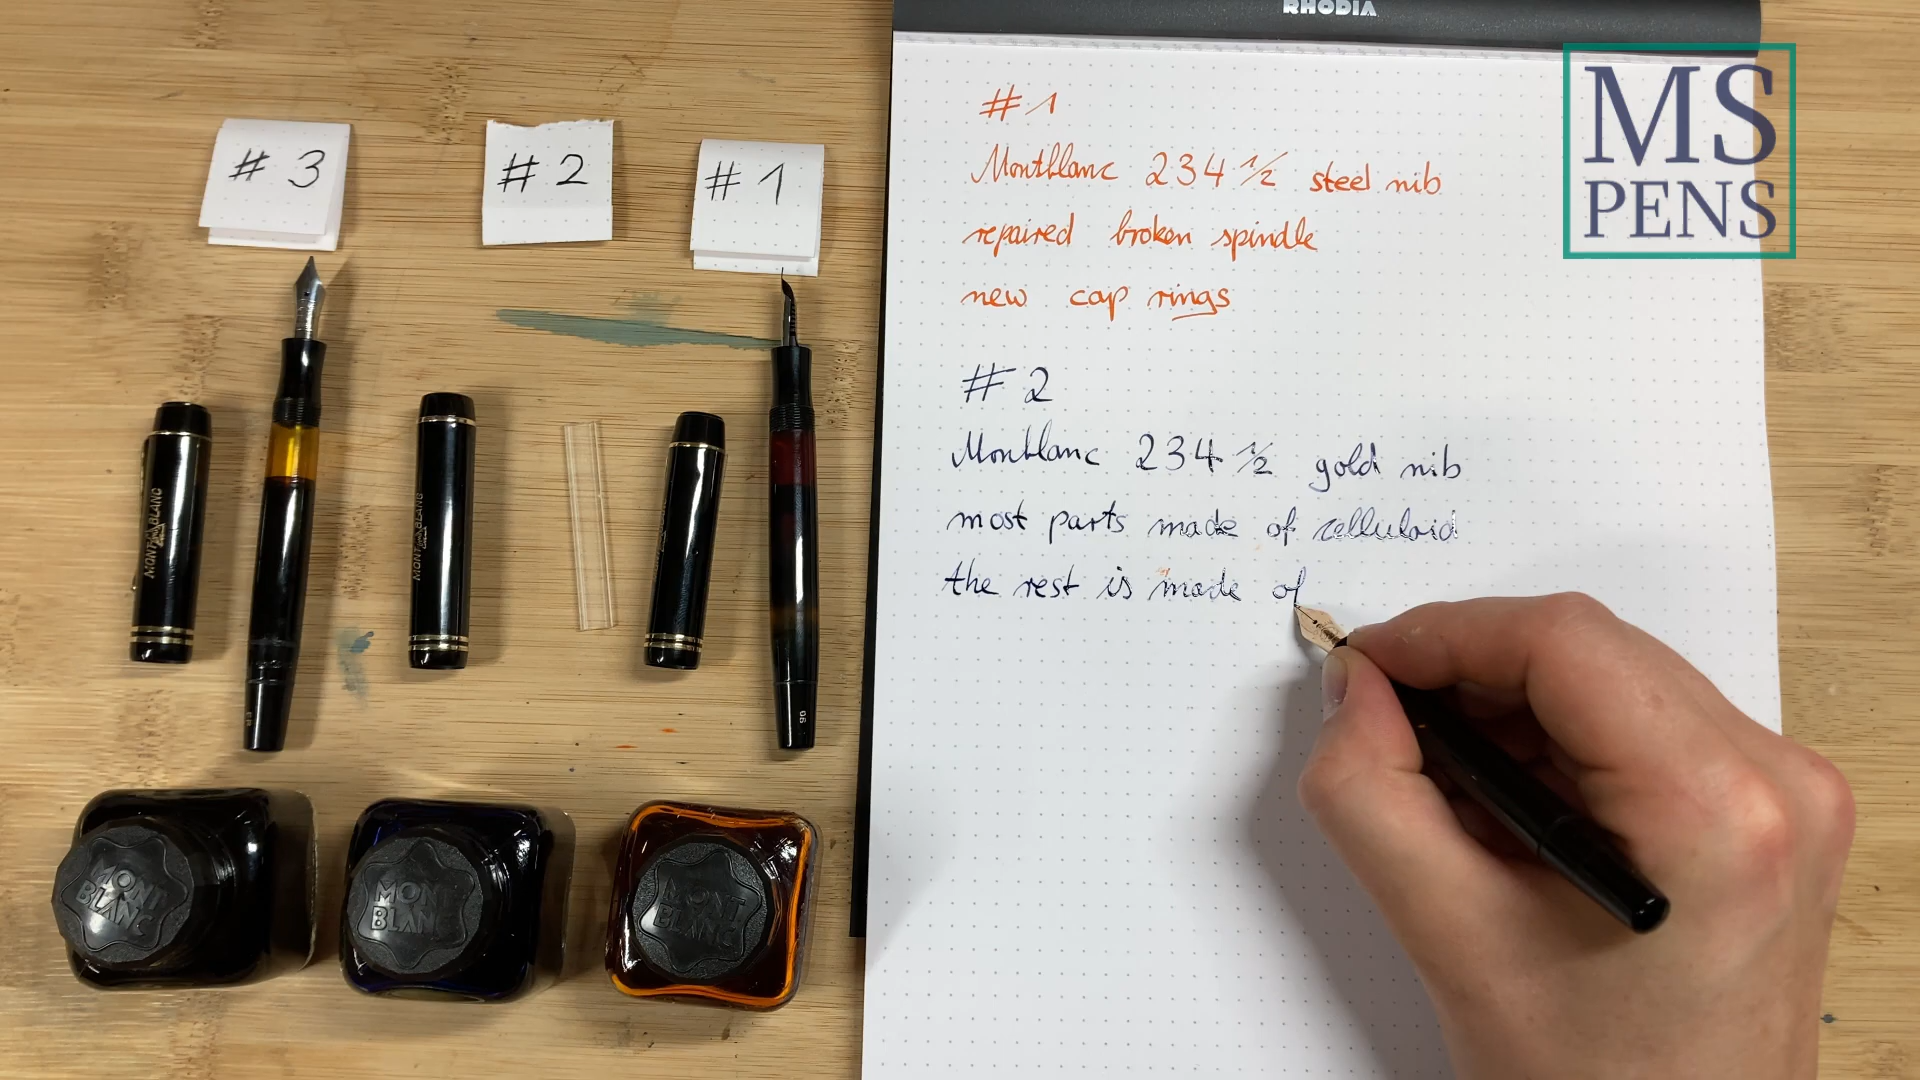 RHODIA
MS
PENS
# 3
# 2
# 1
# 1
Montblanc 234 1/2 steel nib
repaired broken spindle
new cap rings
# 2
Montblanc 234 1/2 gold nib
most parts made of celluloid
the rest is made of
MONTBLANC
MONTBLANC
MONT
BLANC
MONT
BLANC
MONT
BLANC